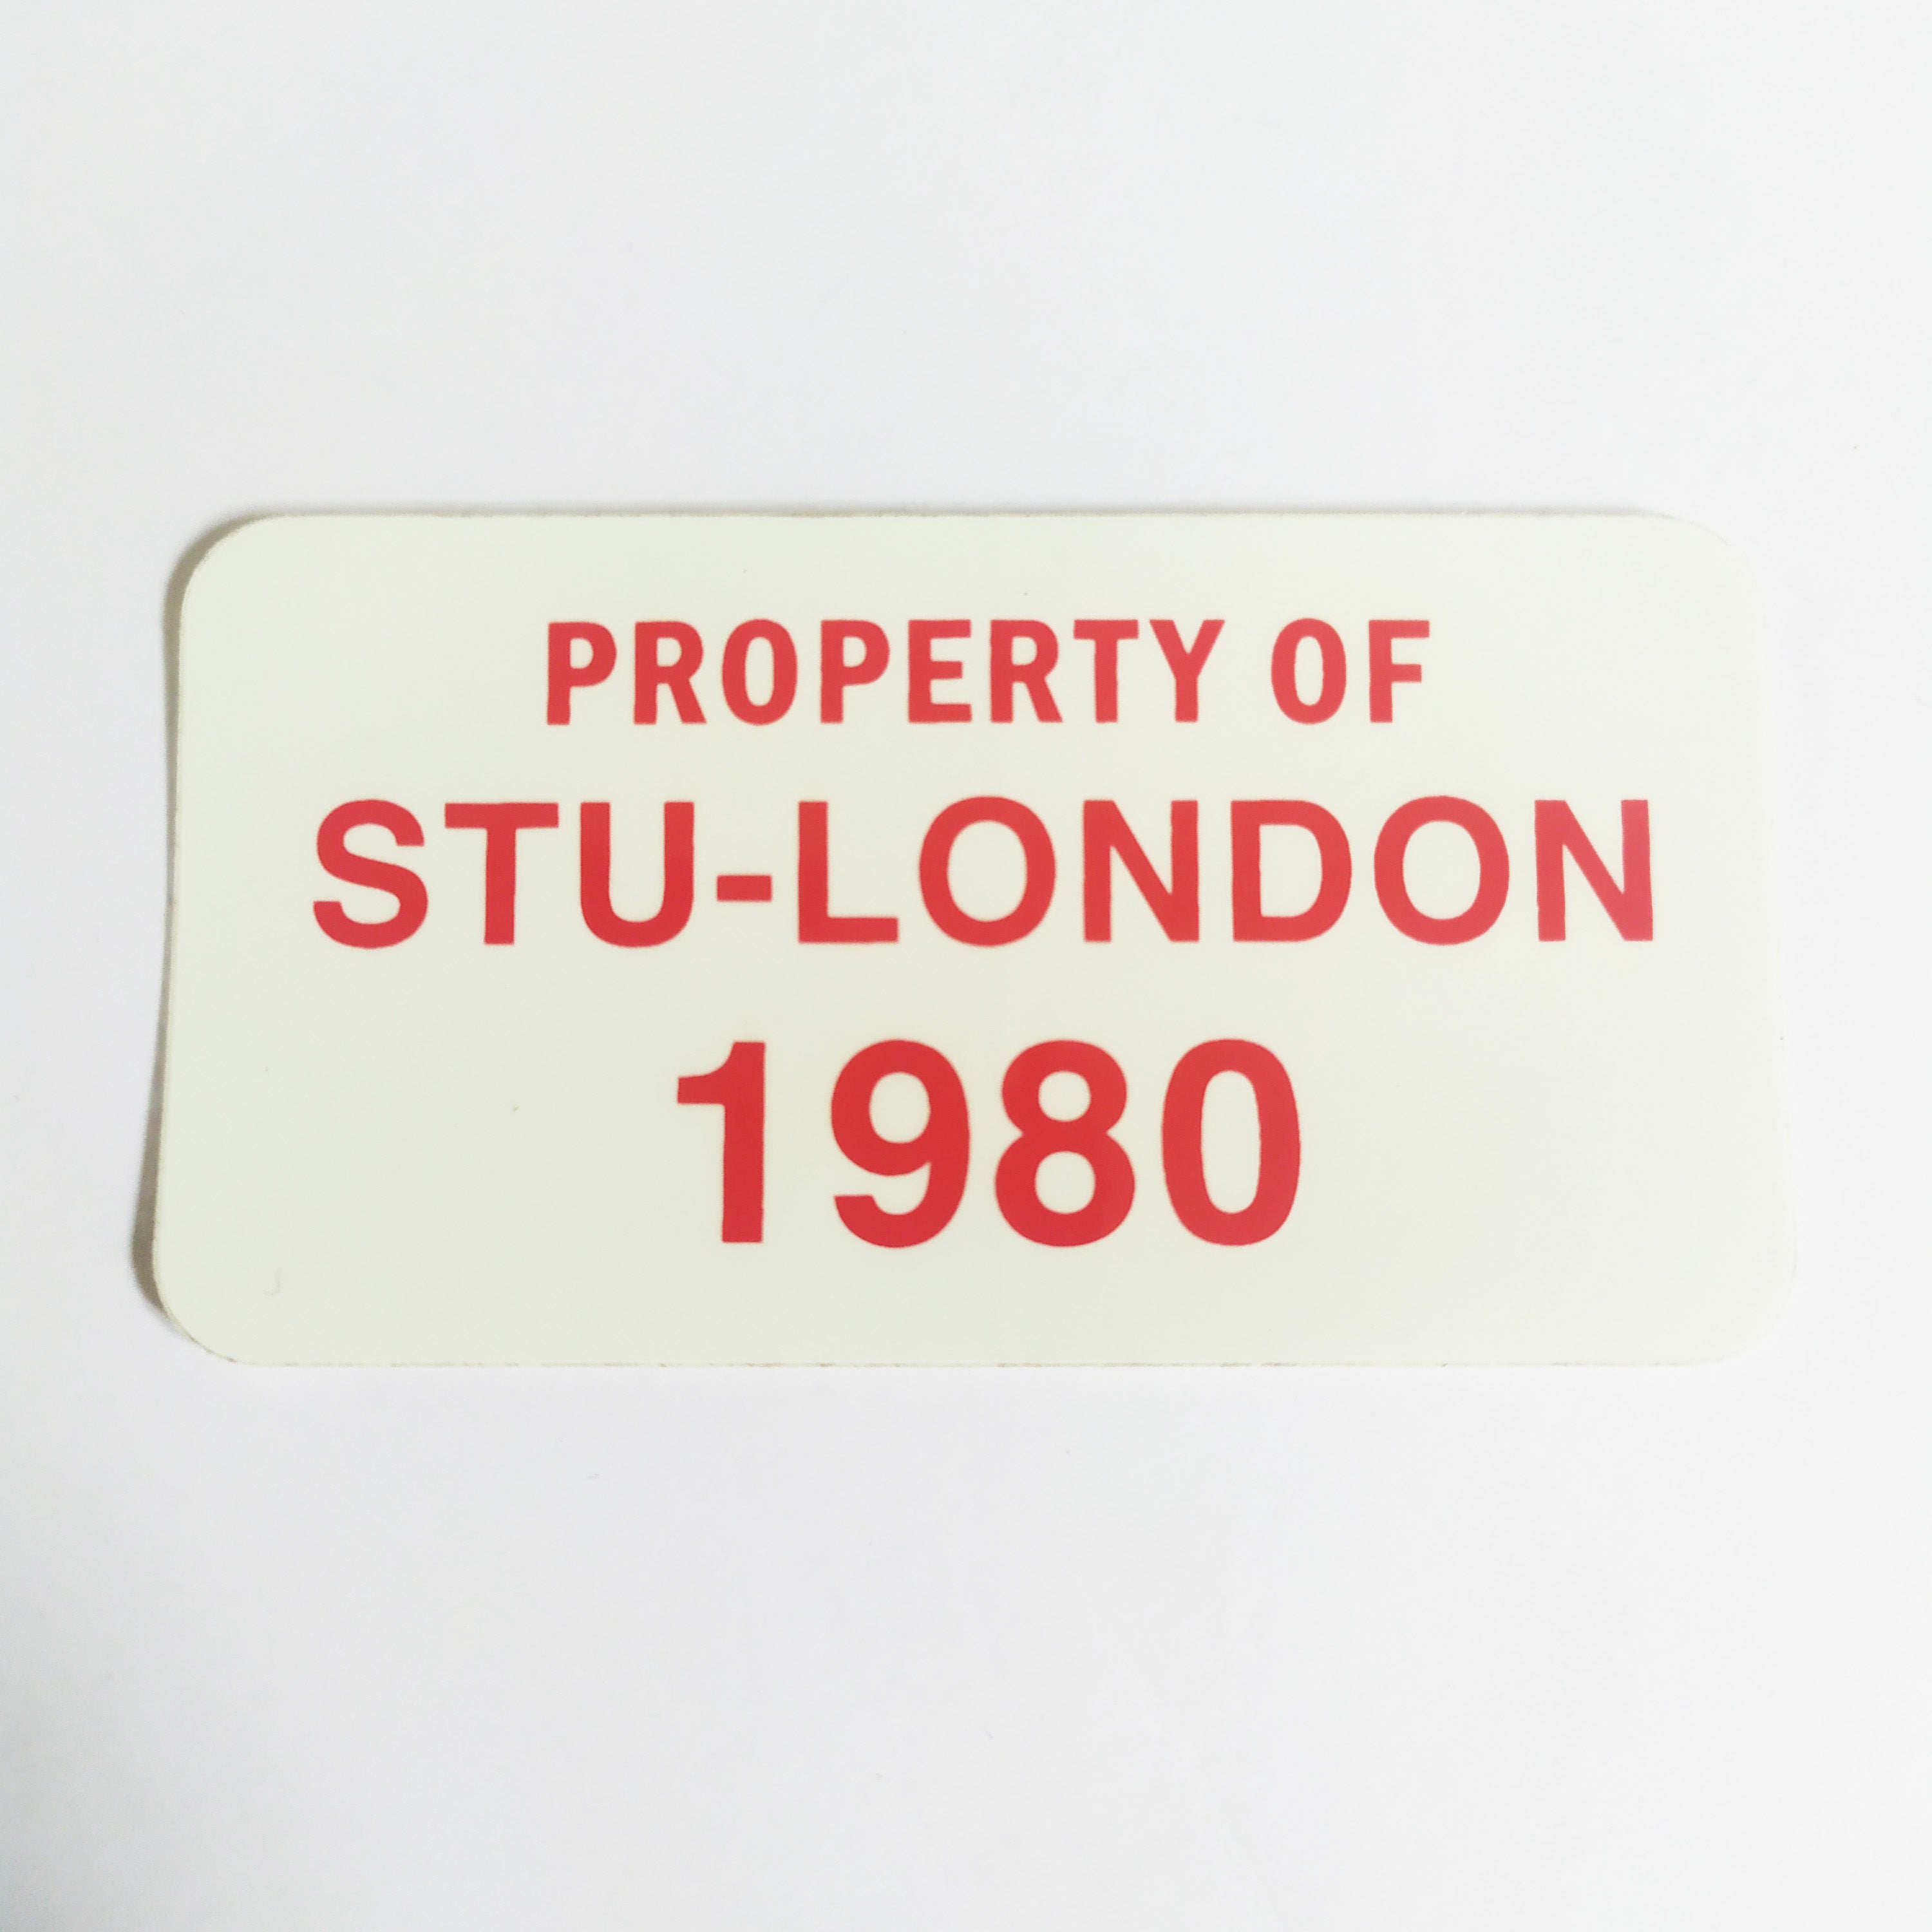 PROPERTY OF
STU-LONDON
1980